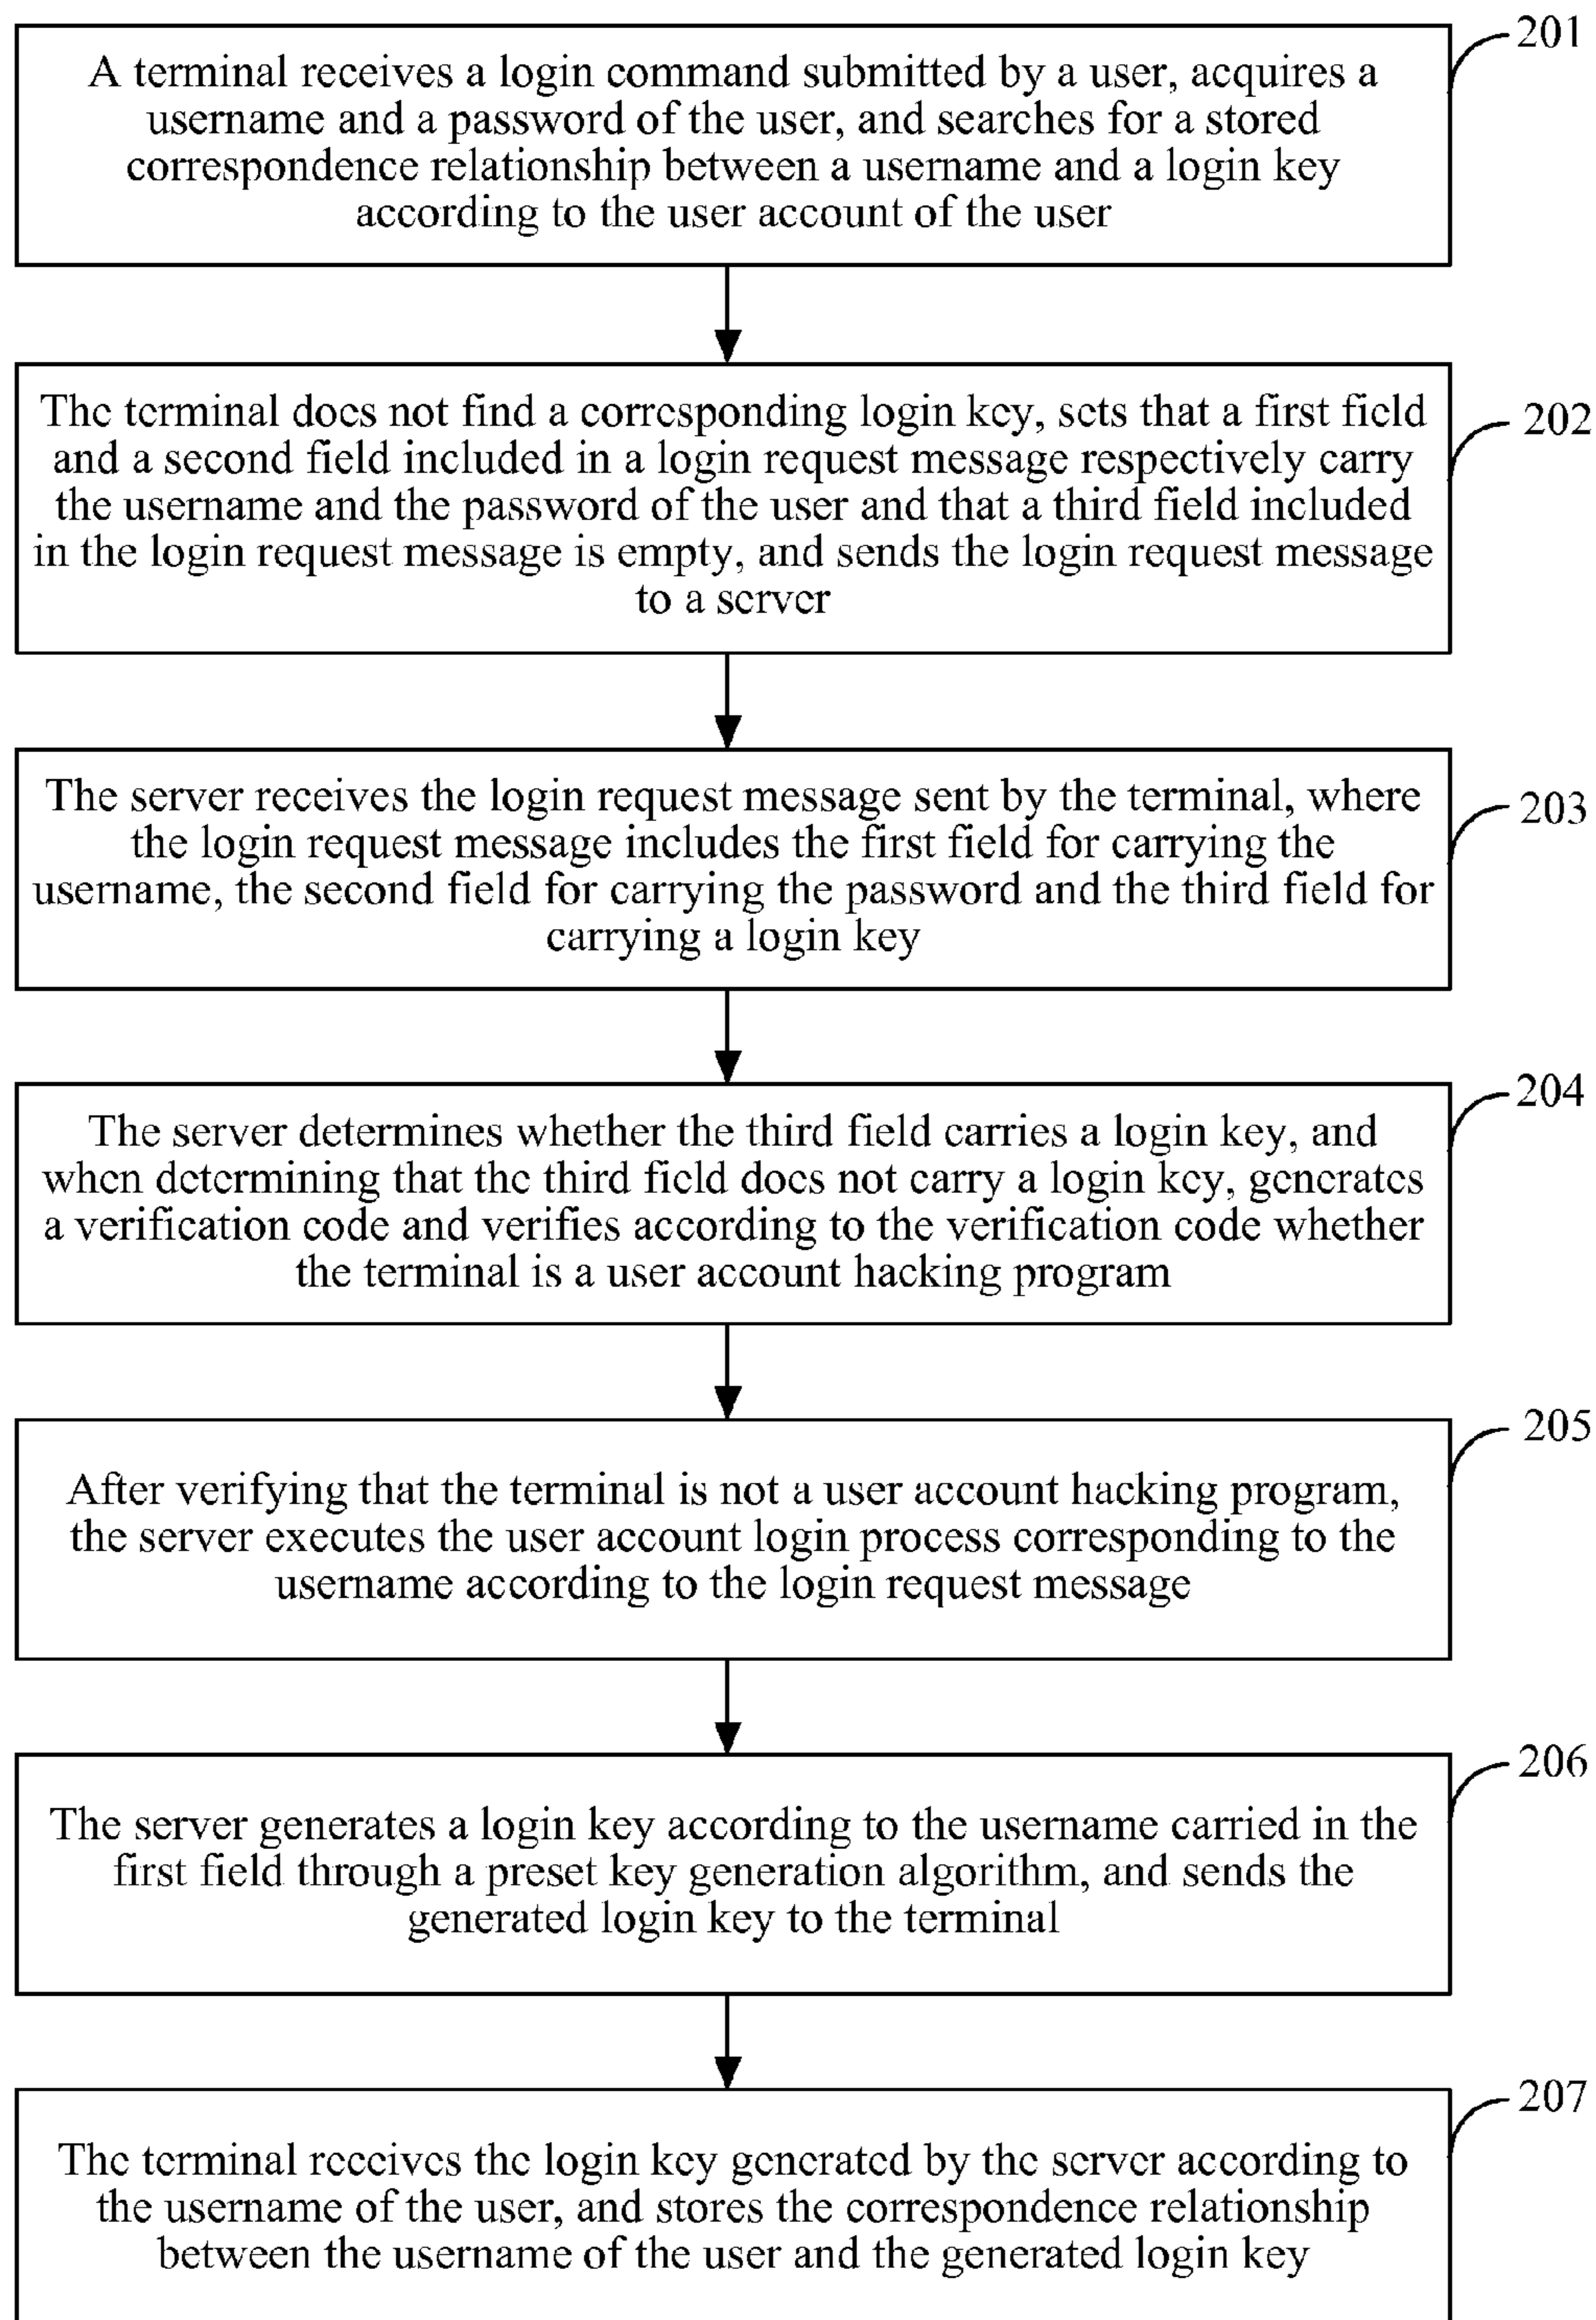 201
A terminal receives a login command submitted by a user, acquires a
username and a password of the user, and searches for a stored
correspondence relationship between a username and a login key
according to the user account of the user
202
The terminal does not find a corresponding login key, sets that a first field
and a second field included in a login request message respectively carry
the username and the password of the user and that a third field included
in the login request message is empty, and sends the login request message
to a server
203
The server receives the login request message sent by the terminal, where
the login request message includes the first field for carrying the
username, the second field for carrying the password and the third field for
carrying a login key
204
The server determines whether the third field carries a login key, and
when determining that the third field does not carry a login key, generates
a verification code and verifies according to the verification code whether
the terminal is a user account hacking program
205
After verifying that the terminal is not a user account hacking program,
the server executes the user account login process corresponding to the
username according to the login request message
206
The server generates a login key according to the username carried in the
first field through a preset key generation algorithm, and sends the
generated login key to the terminal
207
The terminal receives the login key generated by the server according to
the username of the user, and stores the correspondence relationship
between the username of the user and the generated login key